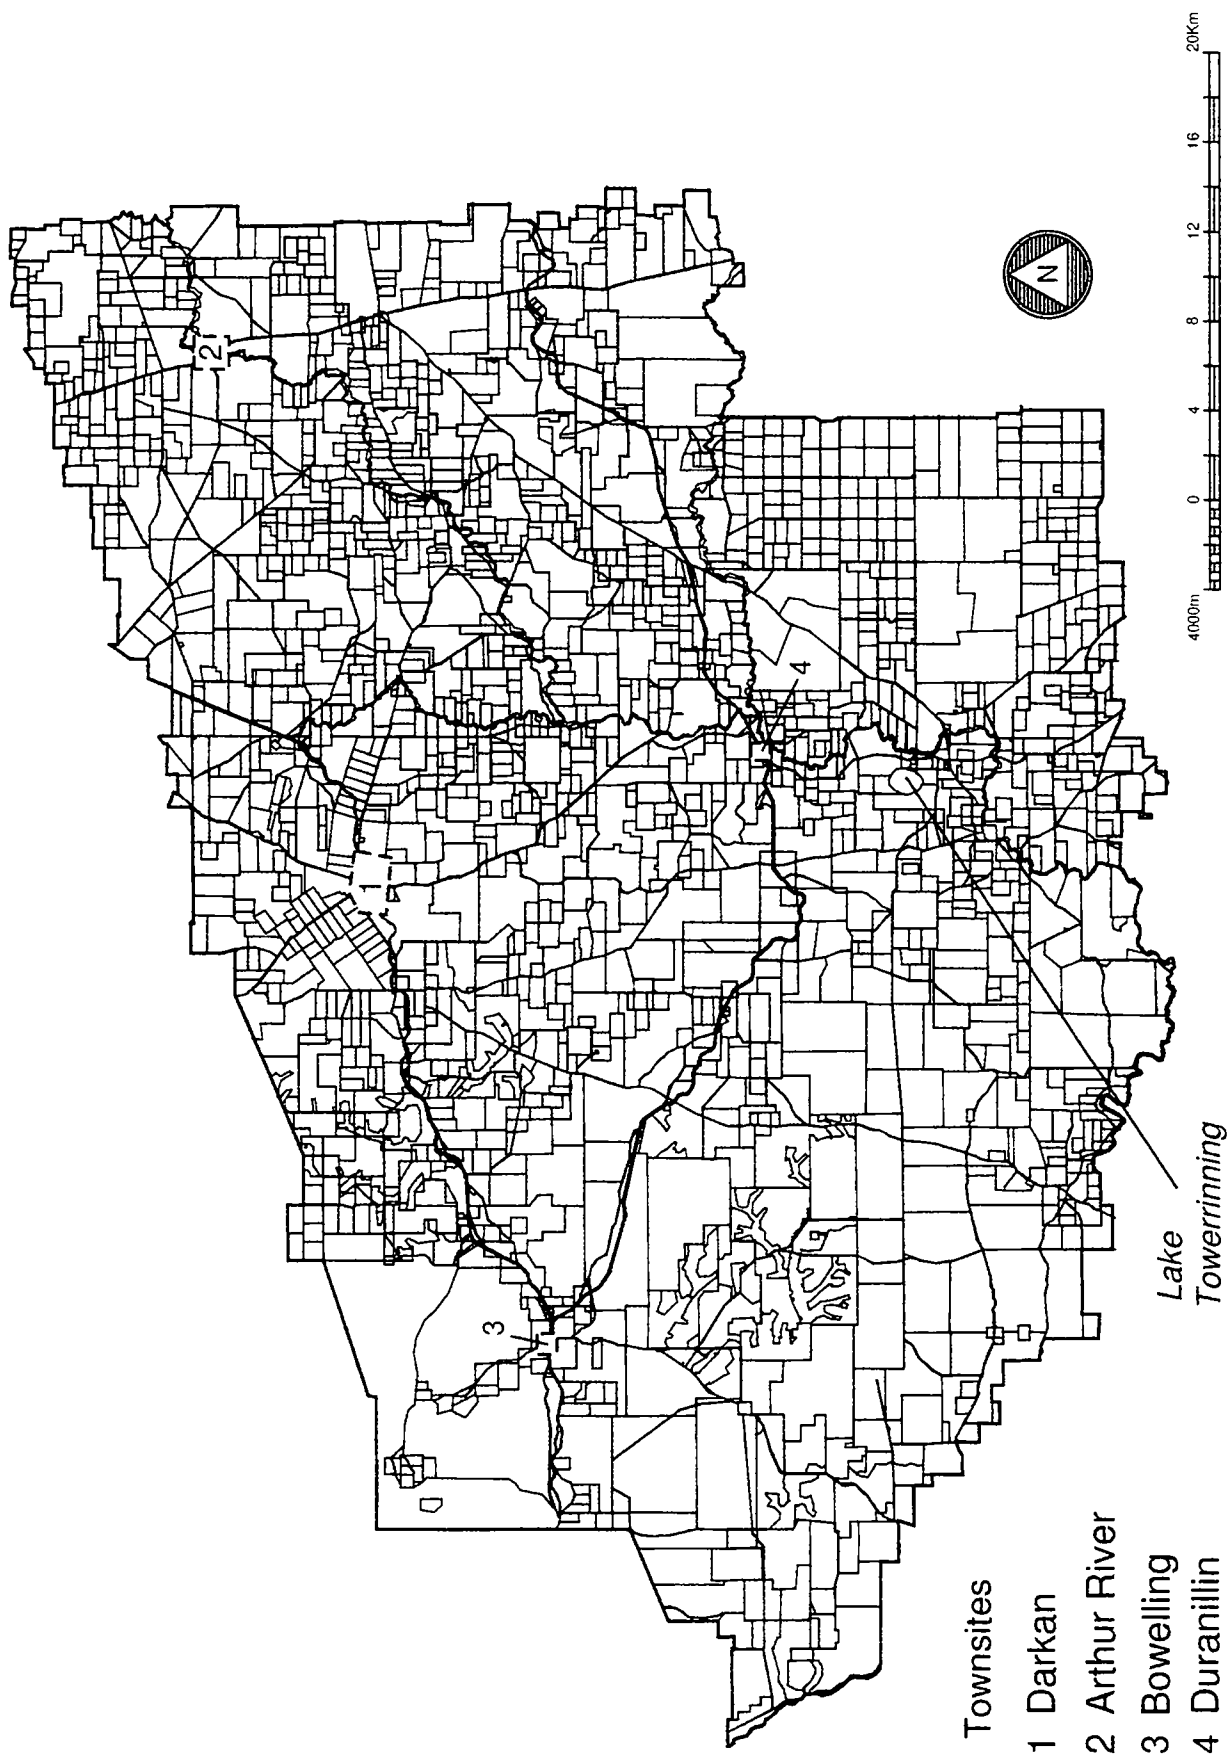 2
1
3
4
N
Lake
Towerrinning
Townsites
1 Darkan
2 Arthur River
3 Bowelling
4 Duranillin
4000m 0 4 8 12 16 20Km